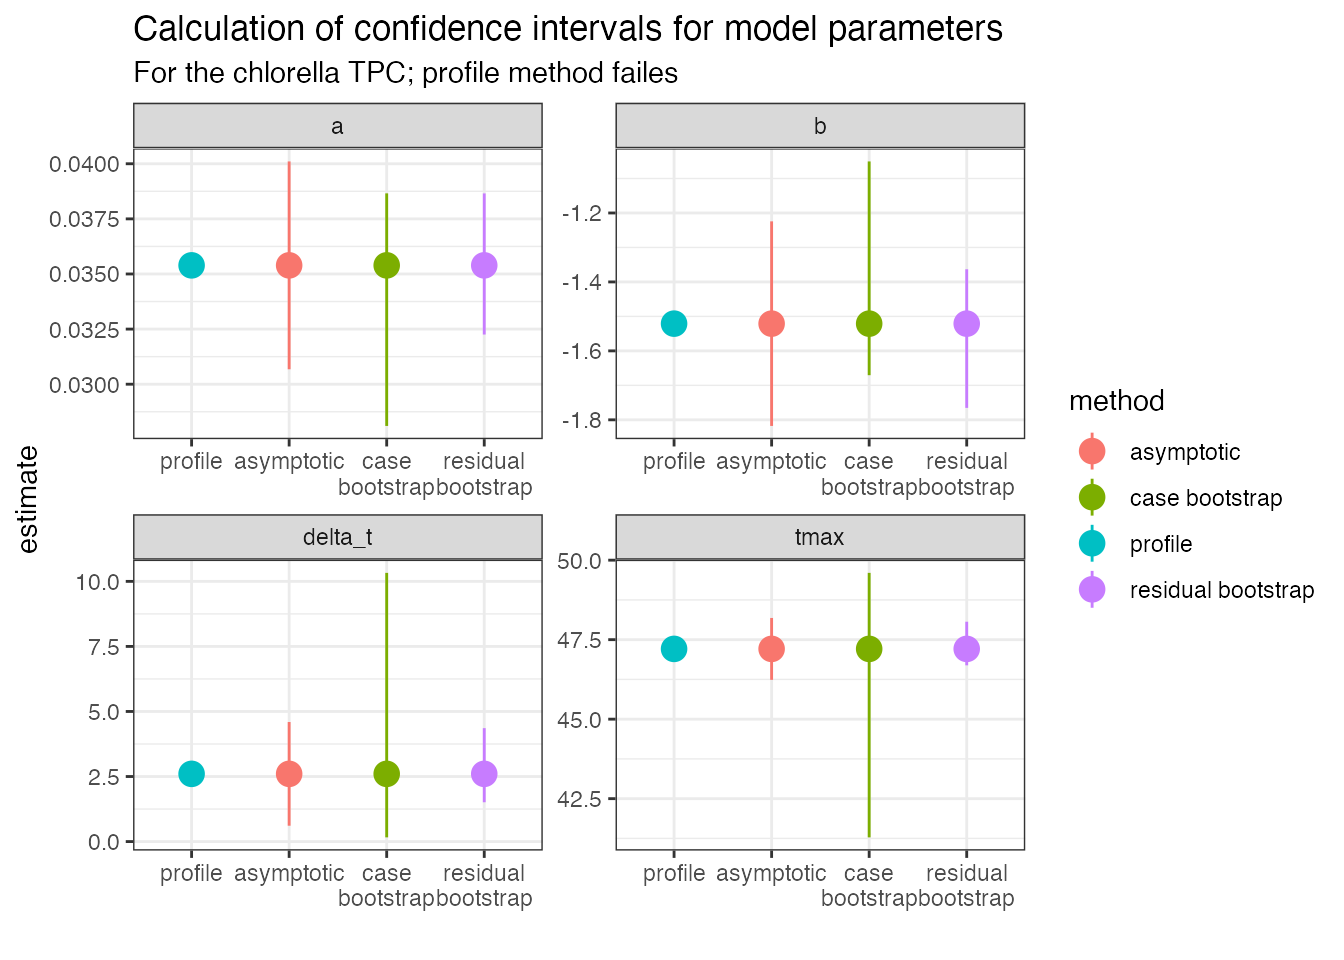 Calculation of confidence intervals for model parameters
For the chlorella TPC; profile method failes
a
b
0.0400
0.0375
0.0350
0.0325
0.0300
-1.2
-1.4
-1.6
-1.8
profile asymptotic case bootstrap residual bootstrap
profile asymptotic case bootstrap residual bootstrap
estimate
delta_t
tmax
10.0
7.5
5.0
2.5
0.0
50.0
47.5
45.0
42.5
profile asymptotic case bootstrap residual bootstrap
profile asymptotic case bootstrap residual bootstrap
method
asymptotic
case bootstrap
profile
residual bootstrap